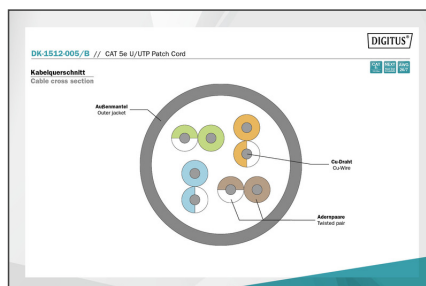 DIGITUS®
DK-1512-005/B // CAT 5e U/UTP Patch Cord
Kabelquerschnitt
Cable cross section
Außenmantel
Outer jacket
Cu-Draht
Cu-Wire
Adernpaare
Twisted pair